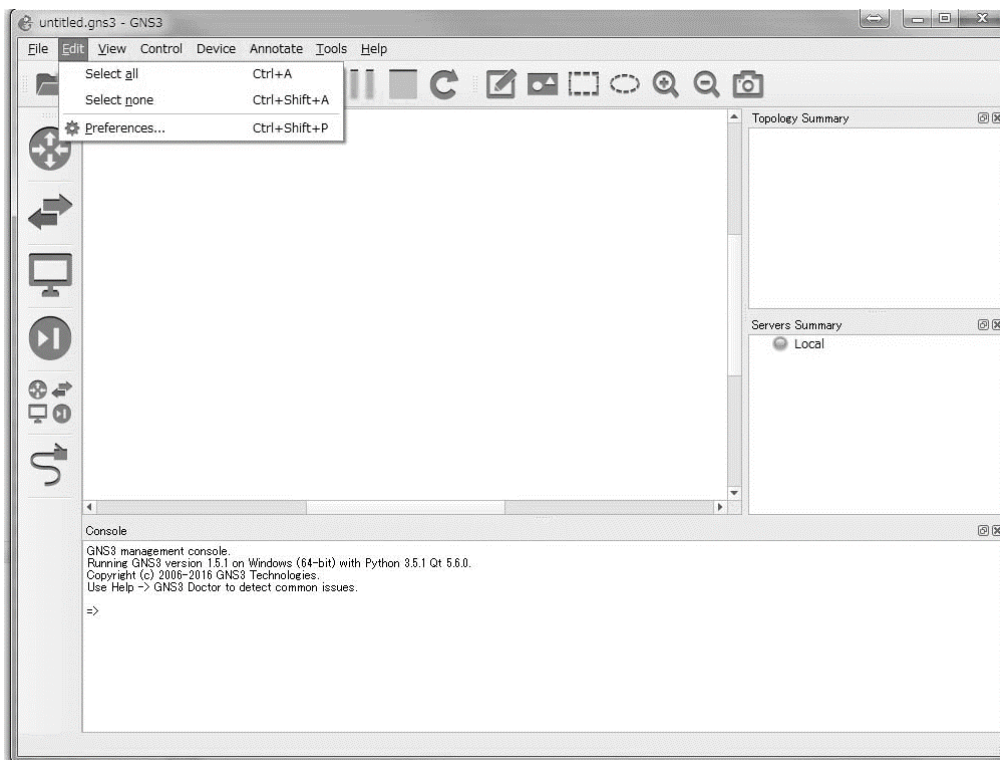 untitled.gns3 - GNS3
File Edit View Control Device Annotate Tools Help
Select all Ctrl+A
Select none Ctrl+Shift+A
Preferences... Ctrl+Shift+P
Topology Summary
Servers Summary
Local
Console
GNS3 management console.
Running GNS3 version 1.5.1 on Windows (64-bit) with Python 3.5.1 Qt 5.6.0.
Copyright (c) 2006-2016 GNS3 Technologies.
Use Help -> GNS3 Doctor to detect common issues.
=>